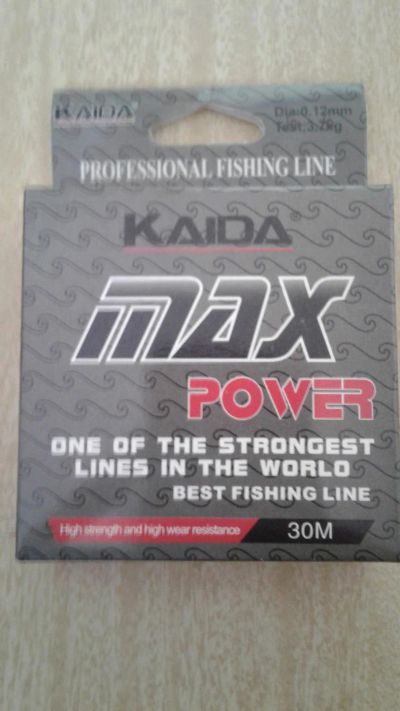 KAIDA
Dia:0.12mm
Test:3.2kg
PROFESSIONAL FISHING LINE
KAIDA
MAX
POWER
ONE OF THE STRONGEST
LINES IN THE WORLD
BEST FISHING LINE
High strength and high wear resistance
30M